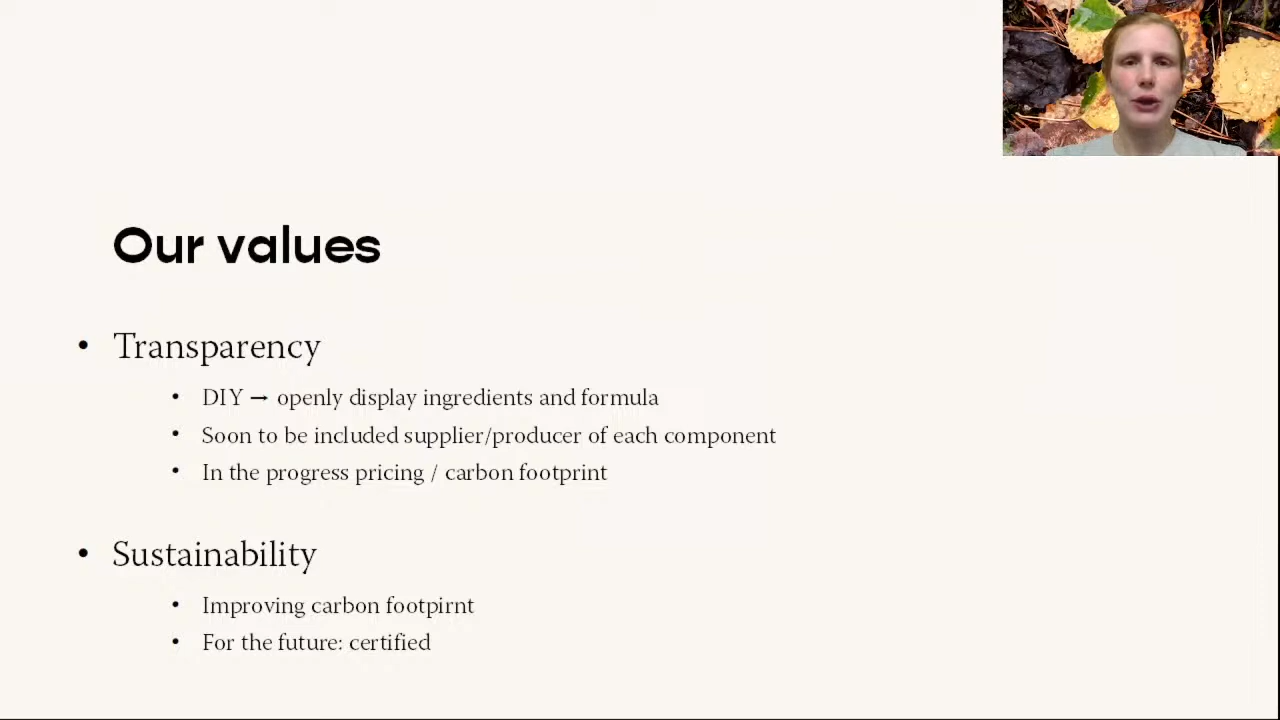 Our values
• Transparency
• DIY → openly display ingredients and formula
• Soon to be included supplier/producer of each component
• In the progress pricing / carbon footprint
• Sustainability
• Improving carbon footpirnt
• For the future: certified